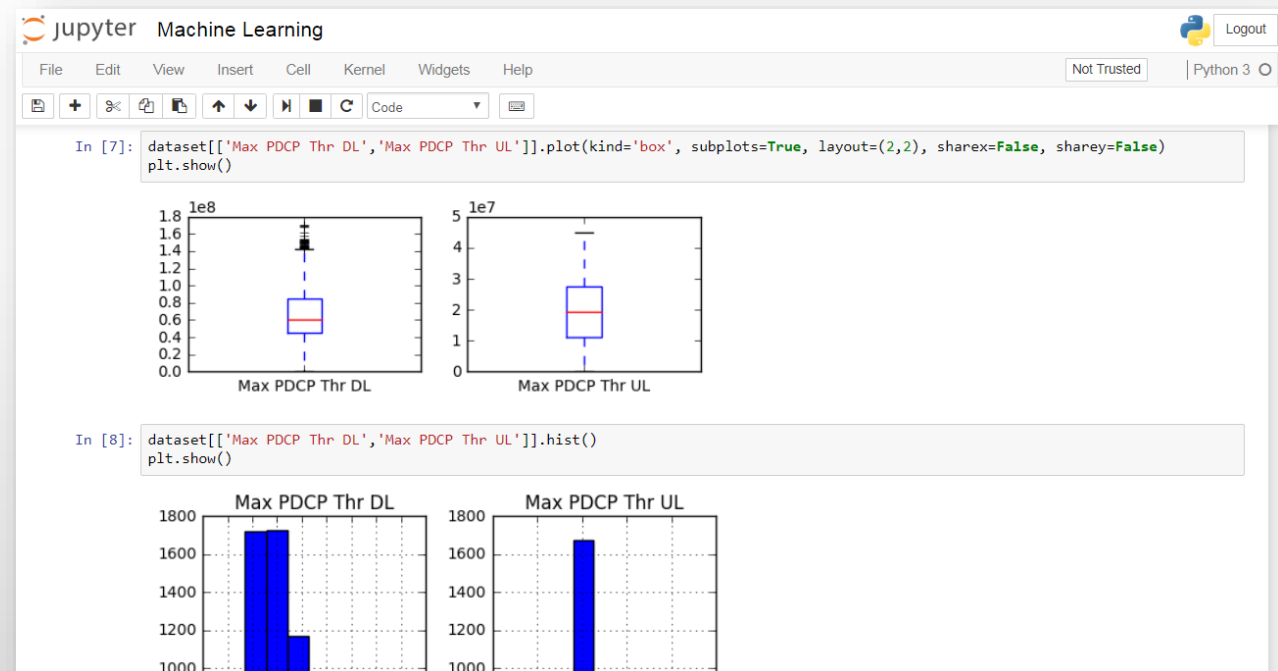 jupyter Machine Learning
Logout
File Edit View Insert Cell Kernel Widgets Help
Not Trusted
Python 3
Code
In [7]: dataset[['Max PDCP Thr DL','Max PDCP Thr UL']].plot(kind='box', subplots=True, layout=(2,2), sharex=False, sharey=False)
plt.show()
1e8
1.8
1.6
1.4
1.2
1.0
0.8
0.6
0.4
0.2
0.0
Max PDCP Thr DL
1e7
5
4
3
2
1
0
Max PDCP Thr UL
In [8]: dataset[['Max PDCP Thr DL','Max PDCP Thr UL']].hist()
plt.show()
Max PDCP Thr DL
1800
1600
1400
1200
1000
Max PDCP Thr UL
1800
1600
1400
1200
1000